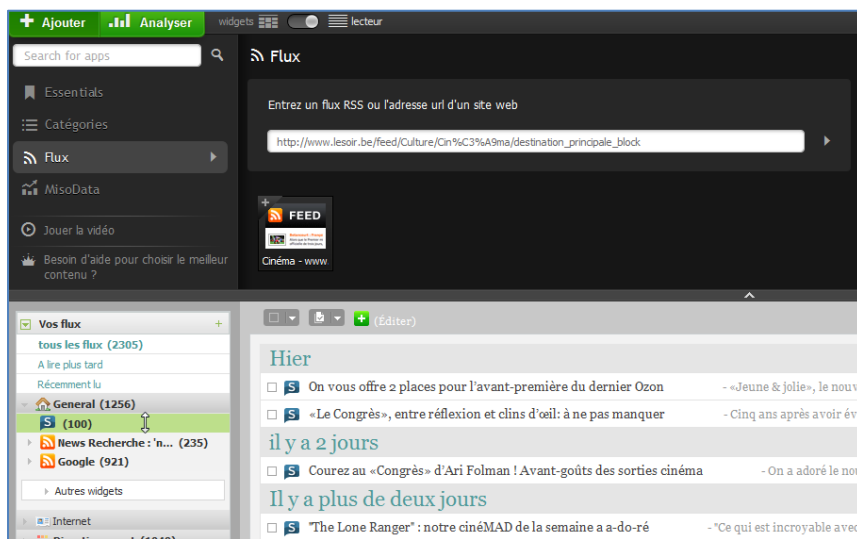 Ajouter Analyser widgets lecteur
Search for apps
Essentials
Catégories
Flux
MisoData
Jouer la vidéo
Besoin d'aide pour choisir le meilleur
contenu ?
Flux
Entrez un flux RSS ou l'adresse url d'un site web
http://www.lesoir.be/feed/Culture/Cin%C3%A9ma/destination_principale_block
FEED
Cinéma - www.
Vos flux +
tous les flux (2305)
A lire plus tard
Récemment lu
General (1256)
S (100)
News Recherche : 'n... (235)
Google (921)
Autres widgets
Internet
(Éditer)
Hier
S On vous offre 2 places pour l'avant-première du dernier Ozon - «Jeune & jolie», le nouv
S «Le Congrès», entre réflexion et clins d'œil: à ne pas manquer - Cinq ans après avoir év
il y a 2 jours
S Courez au «Congrès» d'Ari Folman ! Avant-goûts des sorties cinéma - On a adoré le nou
Il y a plus de deux jours
S "The Lone Ranger" : notre cinéMAD de la semaine a a-do-ré - "Ce qui est incroyable avec